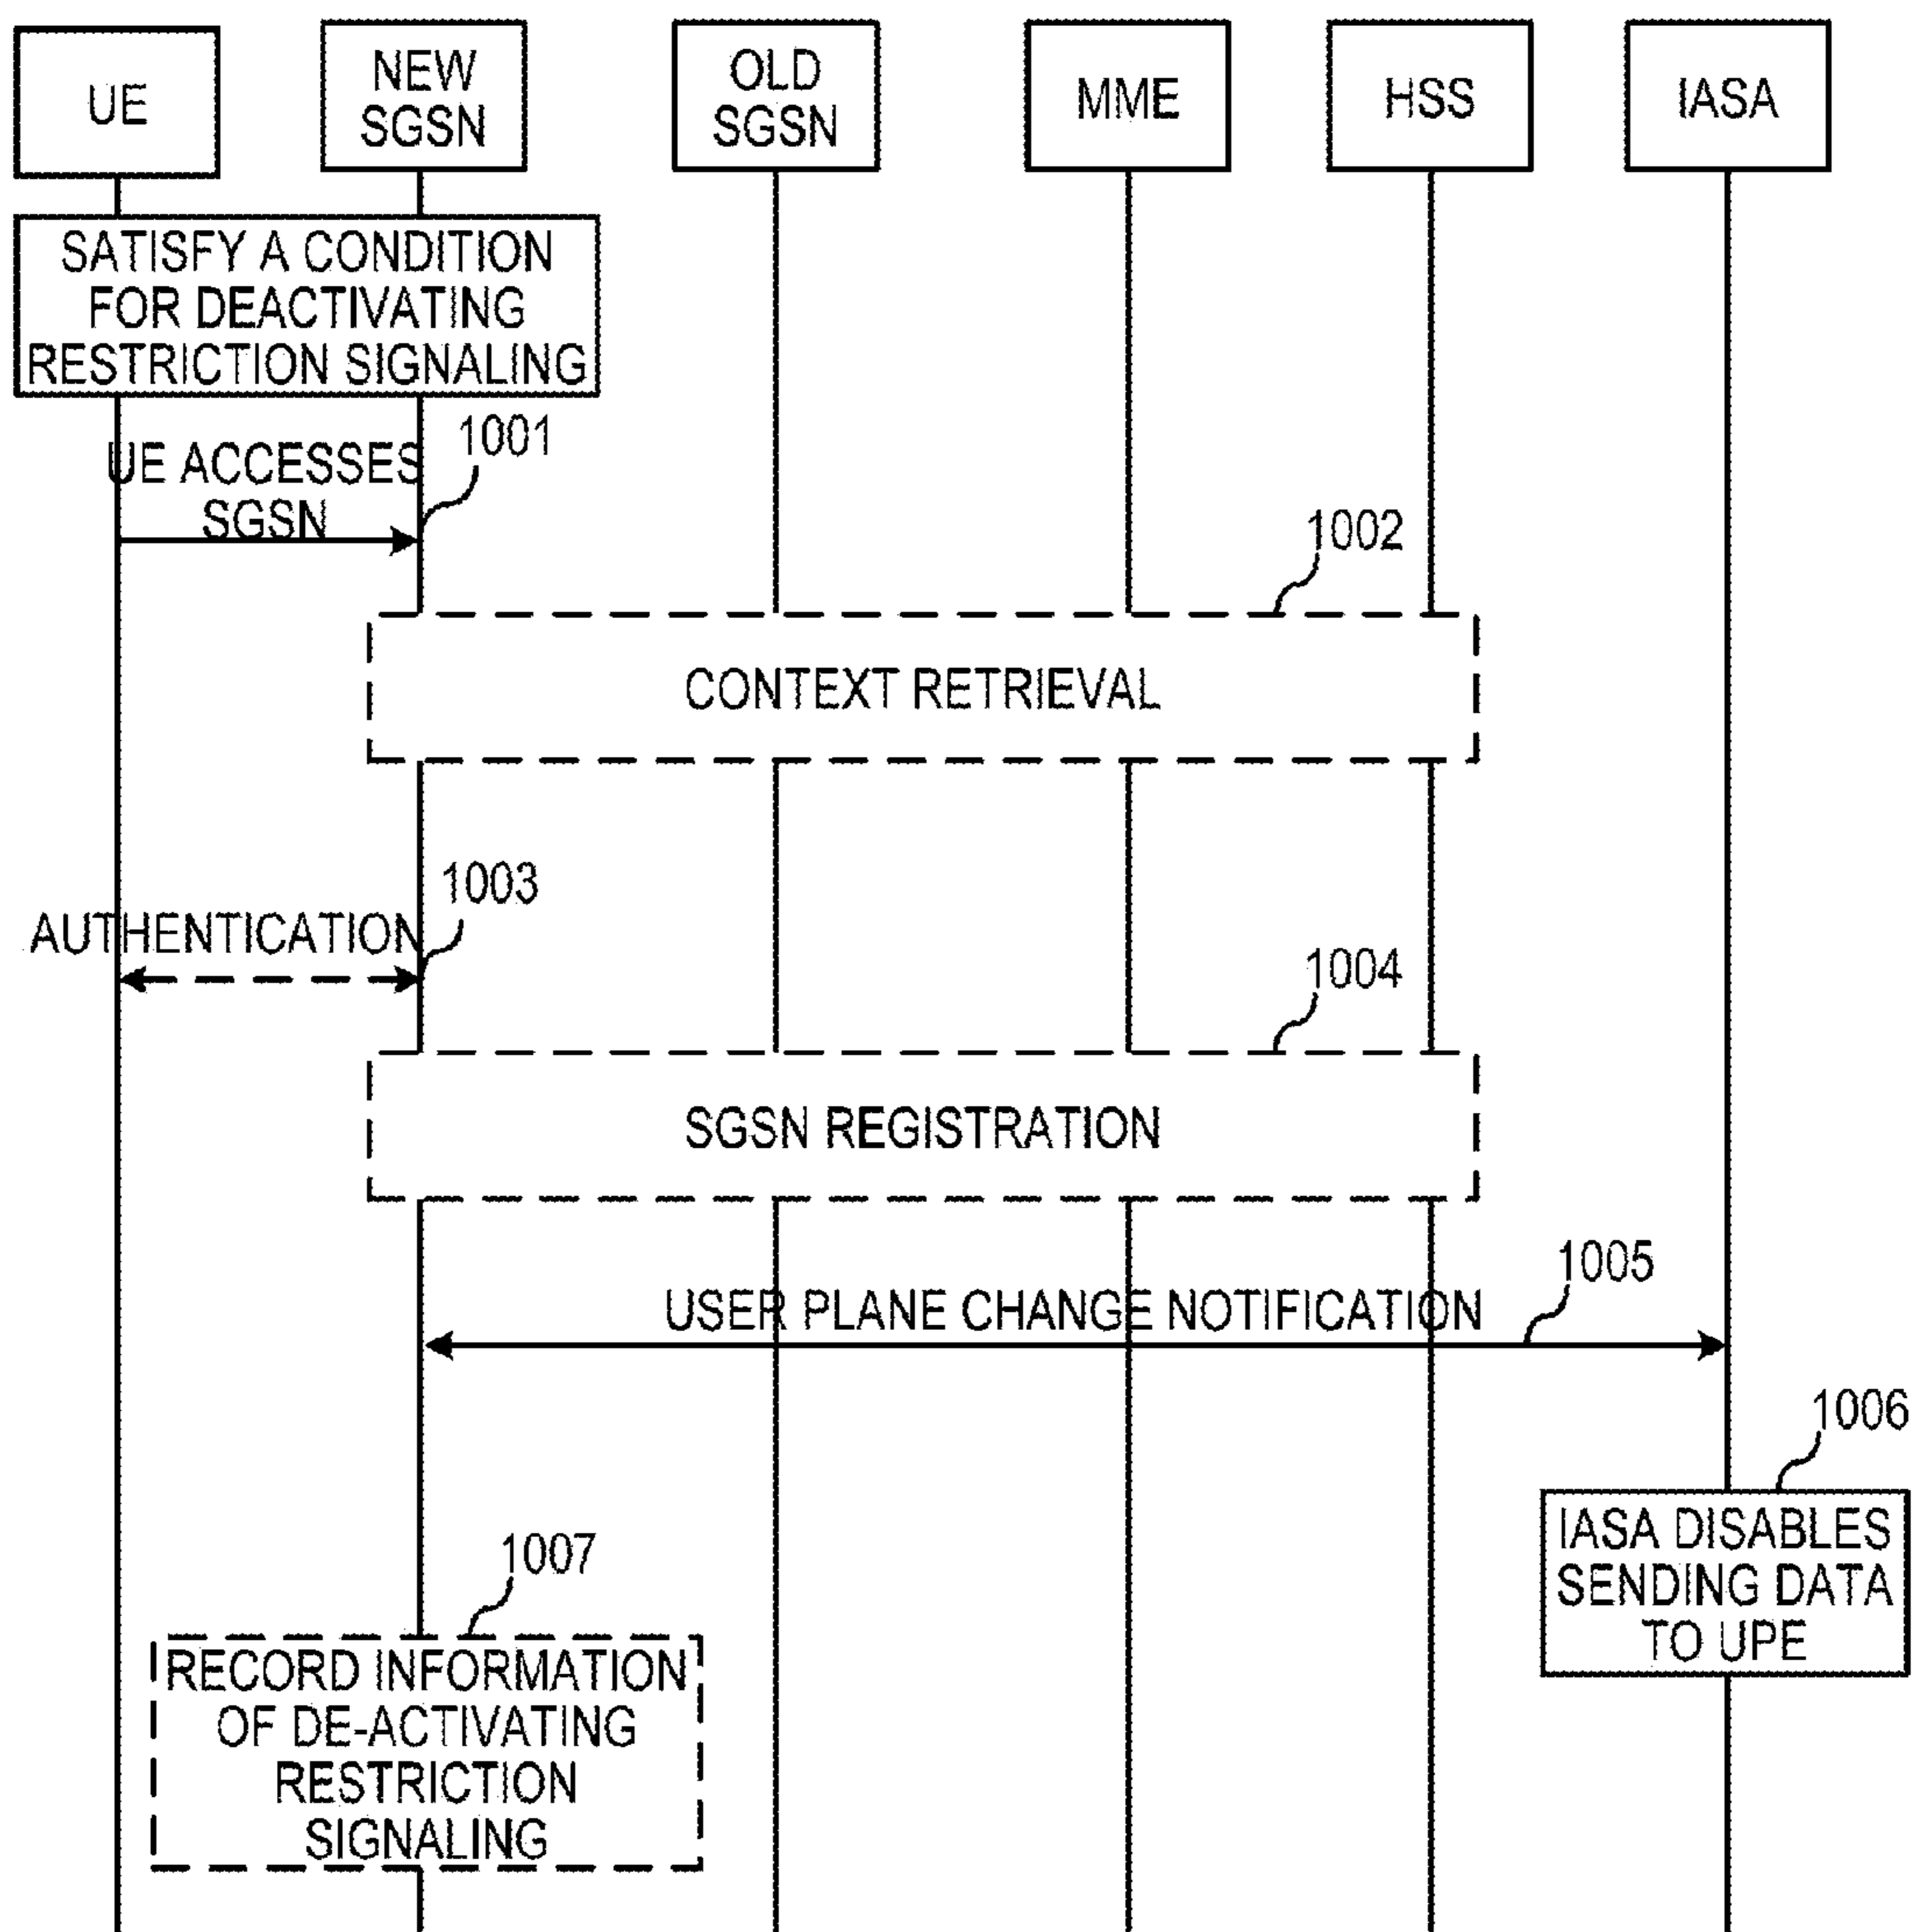 UE
NEW
SGSN
OLD
SGSN
MME
HSS
IASA
SATISFY A CONDITION
FOR DEACTIVATING
RESTRICTION SIGNALING
1001
UE ACCESSES
SGSN
1002
CONTEXT RETRIEVAL
1003
AUTHENTICATION
1004
SGSN REGISTRATION
1005
USER PLANE CHANGE NOTIFICATION
1006
IASA DISABLES
SENDING DATA
TO UPE
1007
RECORD INFORMATION
OF DE-ACTIVATING
RESTRICTION
SIGNALING